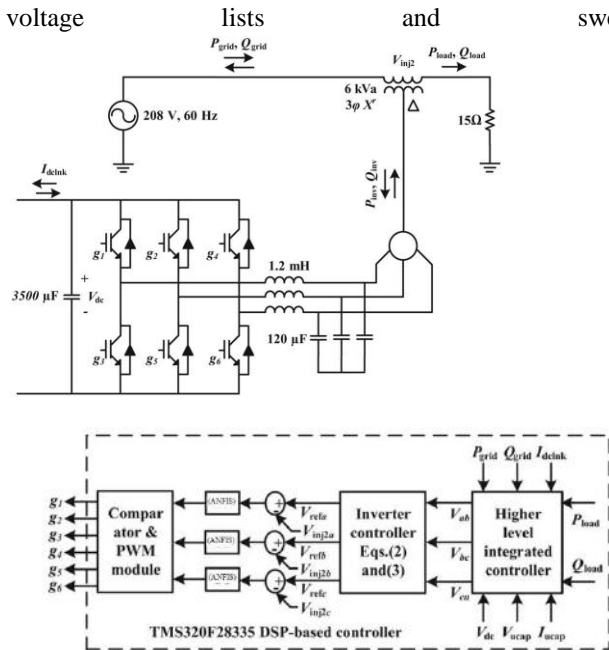 voltage lists and swe
P_grid, Q_grid
V_inj2
P_load, Q_load
6 kVa
3φ X^r
Δ
208 V, 60 Hz
15Ω
I_dclnk
P_inv, Q_inv
g1
g2
g4
1.2 mH
+
3500 µF
V_dc
-
g3
g5
g6
120 µF
P_grid Q_grid I_dclnk
g1
g2
g3
g4
g5
g6
Compar
ator &
PWM
module
(ANFIS)
(ANFIS)
(ANFIS)
+
-
+
-
+
-
V_refa
V_inj2a
V_refb
V_inj2b
V_refc
V_inj2c
Inverter
controller
Eqs.(2)
and(3)
V_ab
V_bc
V_ca
Higher
level
integrated
controller
P_load
Q_load
V_dc V_ucap I_ucap
TMS320F28335 DSP-based controller